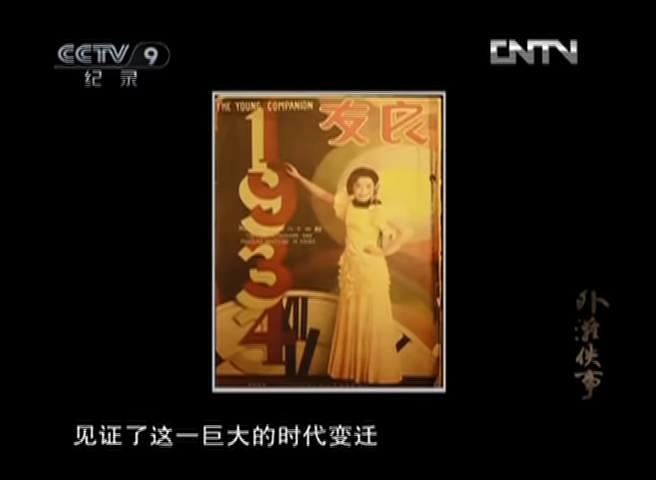 CCTV 9
纪录
CNTV
THE YOUNG COMPANION
友良
1934
外滩佚事
见证了这一巨大的时代变迁